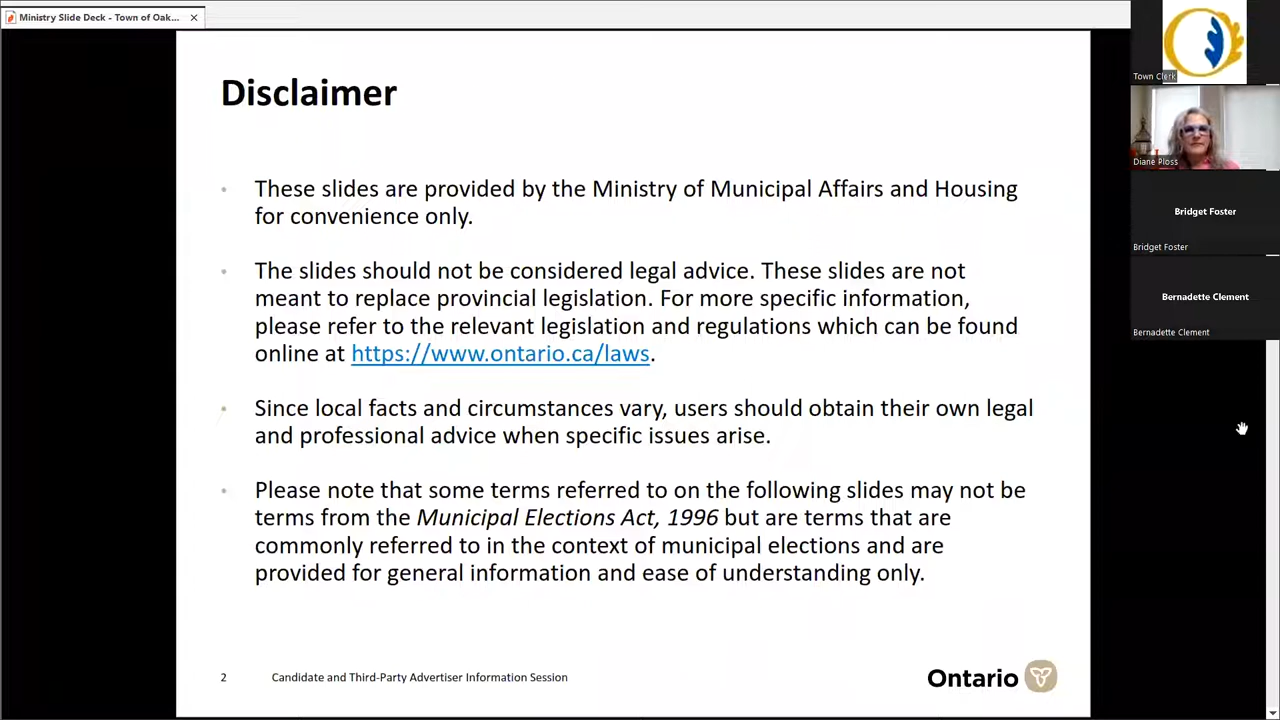 Ministry Slide Deck - Town of Oak...
Disclaimer
• These slides are provided by the Ministry of Municipal Affairs and Housing
for convenience only.
• The slides should not be considered legal advice. These slides are not
meant to replace provincial legislation. For more specific information,
please refer to the relevant legislation and regulations which can be found
online at https://www.ontario.ca/laws.
• Since local facts and circumstances vary, users should obtain their own legal
and professional advice when specific issues arise.
• Please note that some terms referred to on the following slides may not be
terms from the Municipal Elections Act, 1996 but are terms that are
commonly referred to in the context of municipal elections and are
provided for general information and ease of understanding only.
2 Candidate and Third-Party Advertiser Information Session
Ontario
Town Clerk
Diane Ploss
Bridget Foster
Bridget Foster
Bernadette Clement
Bernadette Clement